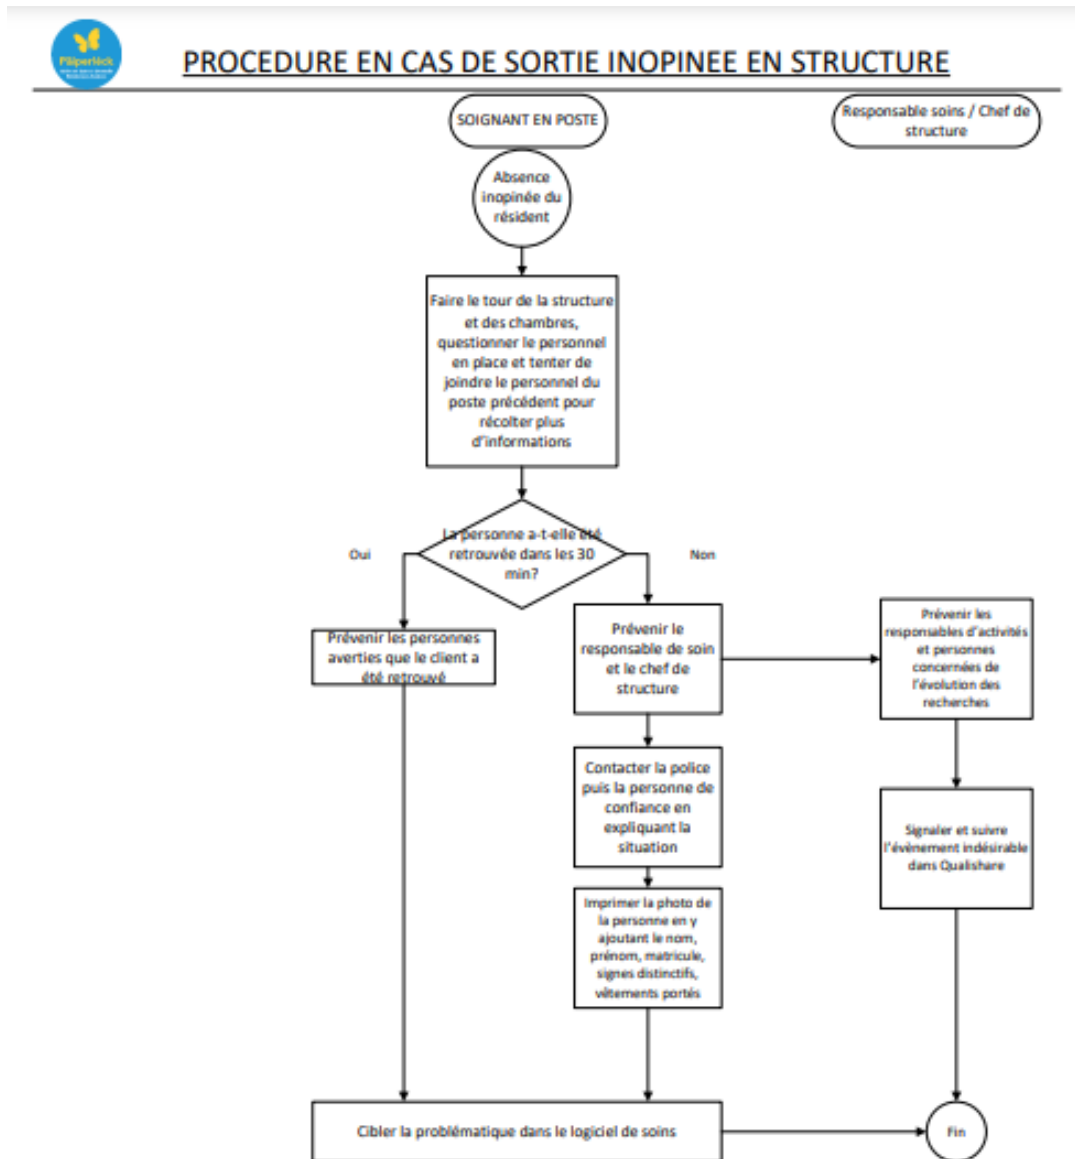 Päiperléck
PROCEDURE EN CAS DE SORTIE INOPINEE EN STRUCTURE
SOIGNANT EN POSTE
Responsable soins / Chef de
structure
Absence
inopinée du
résident
Faire le tour de la structure
et des chambres,
questionner le personnel
en place et tenter de
joindre le personnel du
poste précédent pour
récolter plus
d'informations
La personne a-t-elle été
retrouvée dans les 30
min?
Oui
Non
Prévenir les personnes
averties que le client a
été retrouvé
Prévenir le
responsable de soin
et le chef de
structure
Prévenir les
responsables d'activités
et personnes
concernées de
l'évolution des
recherches
Contacter la police
puis la personne de
confiance en
expliquant la
situation
Signaler et suivre
l'évènement indésirable
dans Qualishare
Imprimer la photo de
la personne en y
ajoutant le nom,
prénom, matricule,
signes distinctifs,
vêtements portés
Cibler la problématique dans le logiciel de soins
Fin